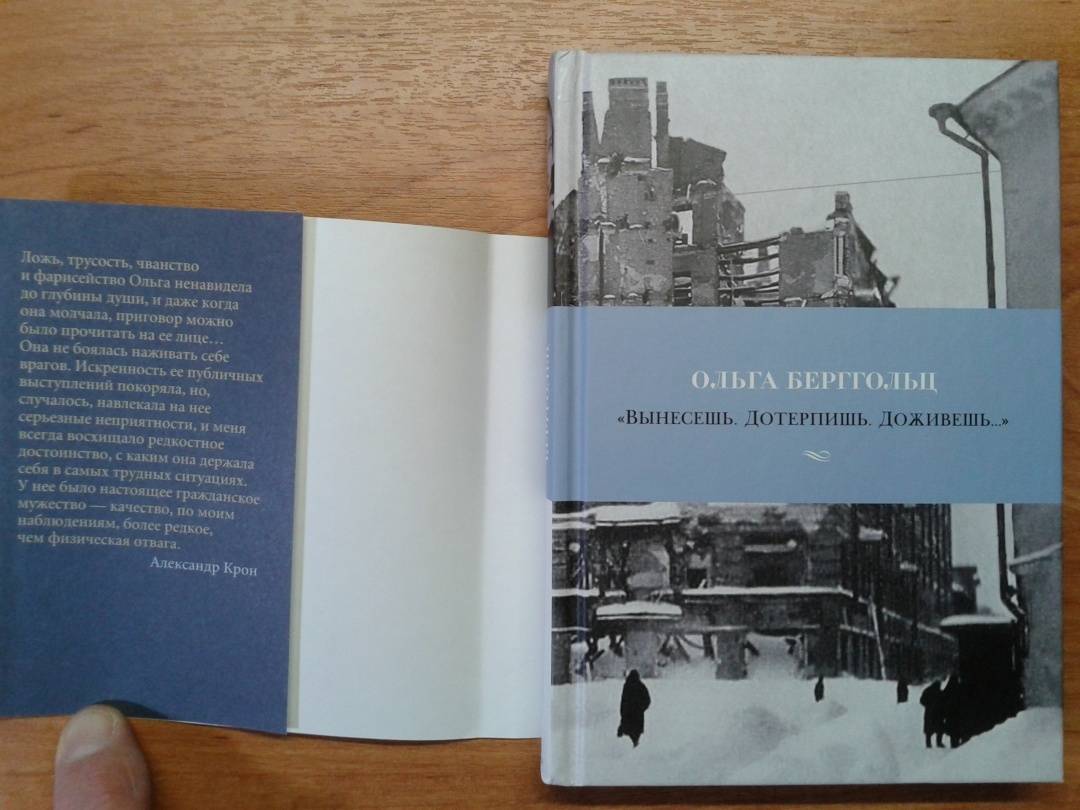 Ложь, трусость, чванство
и фарисейство Ольга ненавидела
до глубины души, и даже когда
она молчала, приговор можно
было прочитать на ее лице…
Она не боялась наживать себе
врагов. Искренность ее публичных
выступлений покоряла, но,
случалось, навлекала на нее
серьезные неприятности, и меня
всегда восхищало редкостное
достоинство, с каким она держала
себя в самых трудных ситуациях.
У нее было настоящее гражданское
мужество — качество, по моим
наблюдениям, более редкое,
чем физическая отвага.
Александр Крон
ОЛЬГА БЕРГГОЛЬЦ
«ВЫНЕСЕШЬ. ДОТЕРПИШЬ. ДОЖИВЕШЬ...»